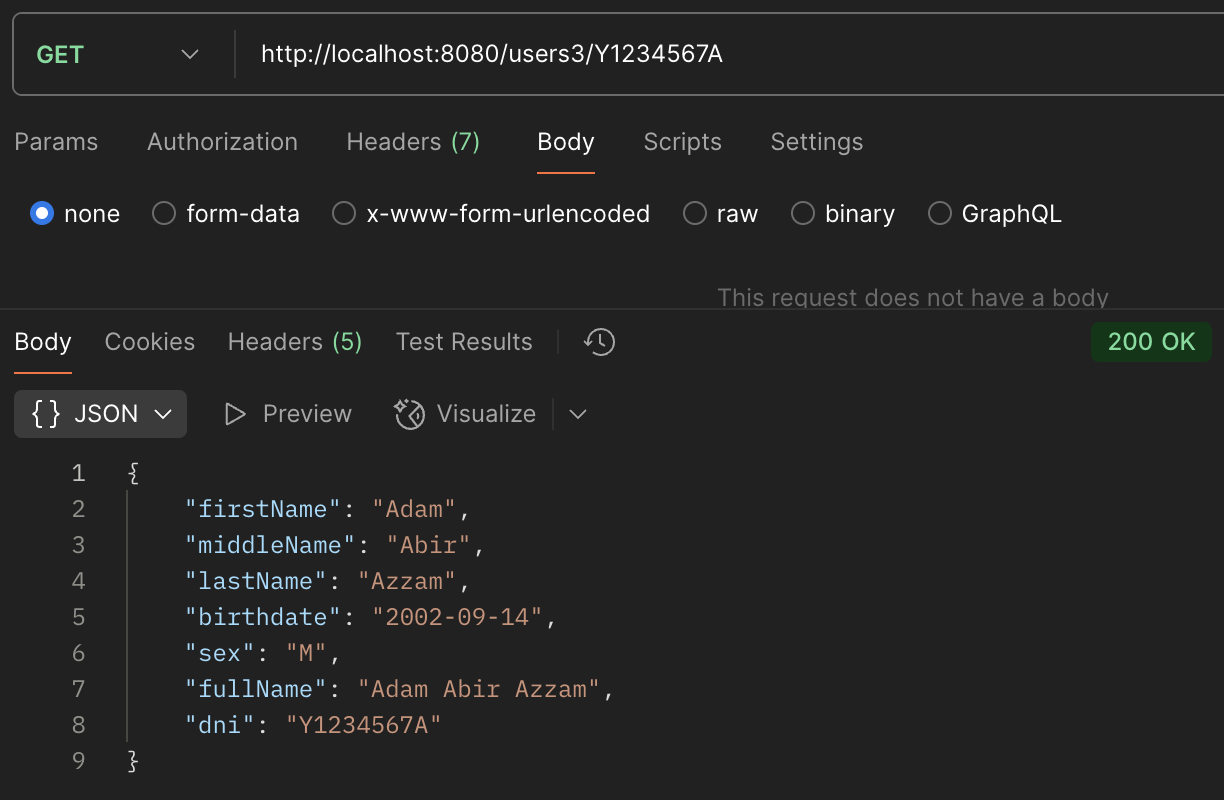 GET http://localhost:8080/users3/Y1234567A
Params Authorization Headers (7) Body Scripts Settings
none form-data x-www-form-urlencoded raw binary GraphQL
This request does not have a body
Body Cookies Headers (5) Test Results 200 OK
{} JSON Preview Visualize
1 {
2 "firstName": "Adam",
3 "middleName": "Abir",
4 "lastName": "Azzam",
5 "birthdate": "2002-09-14",
6 "sex": "M",
7 "fullName": "Adam Abir Azzam",
8 "dni": "Y1234567A"
9 }